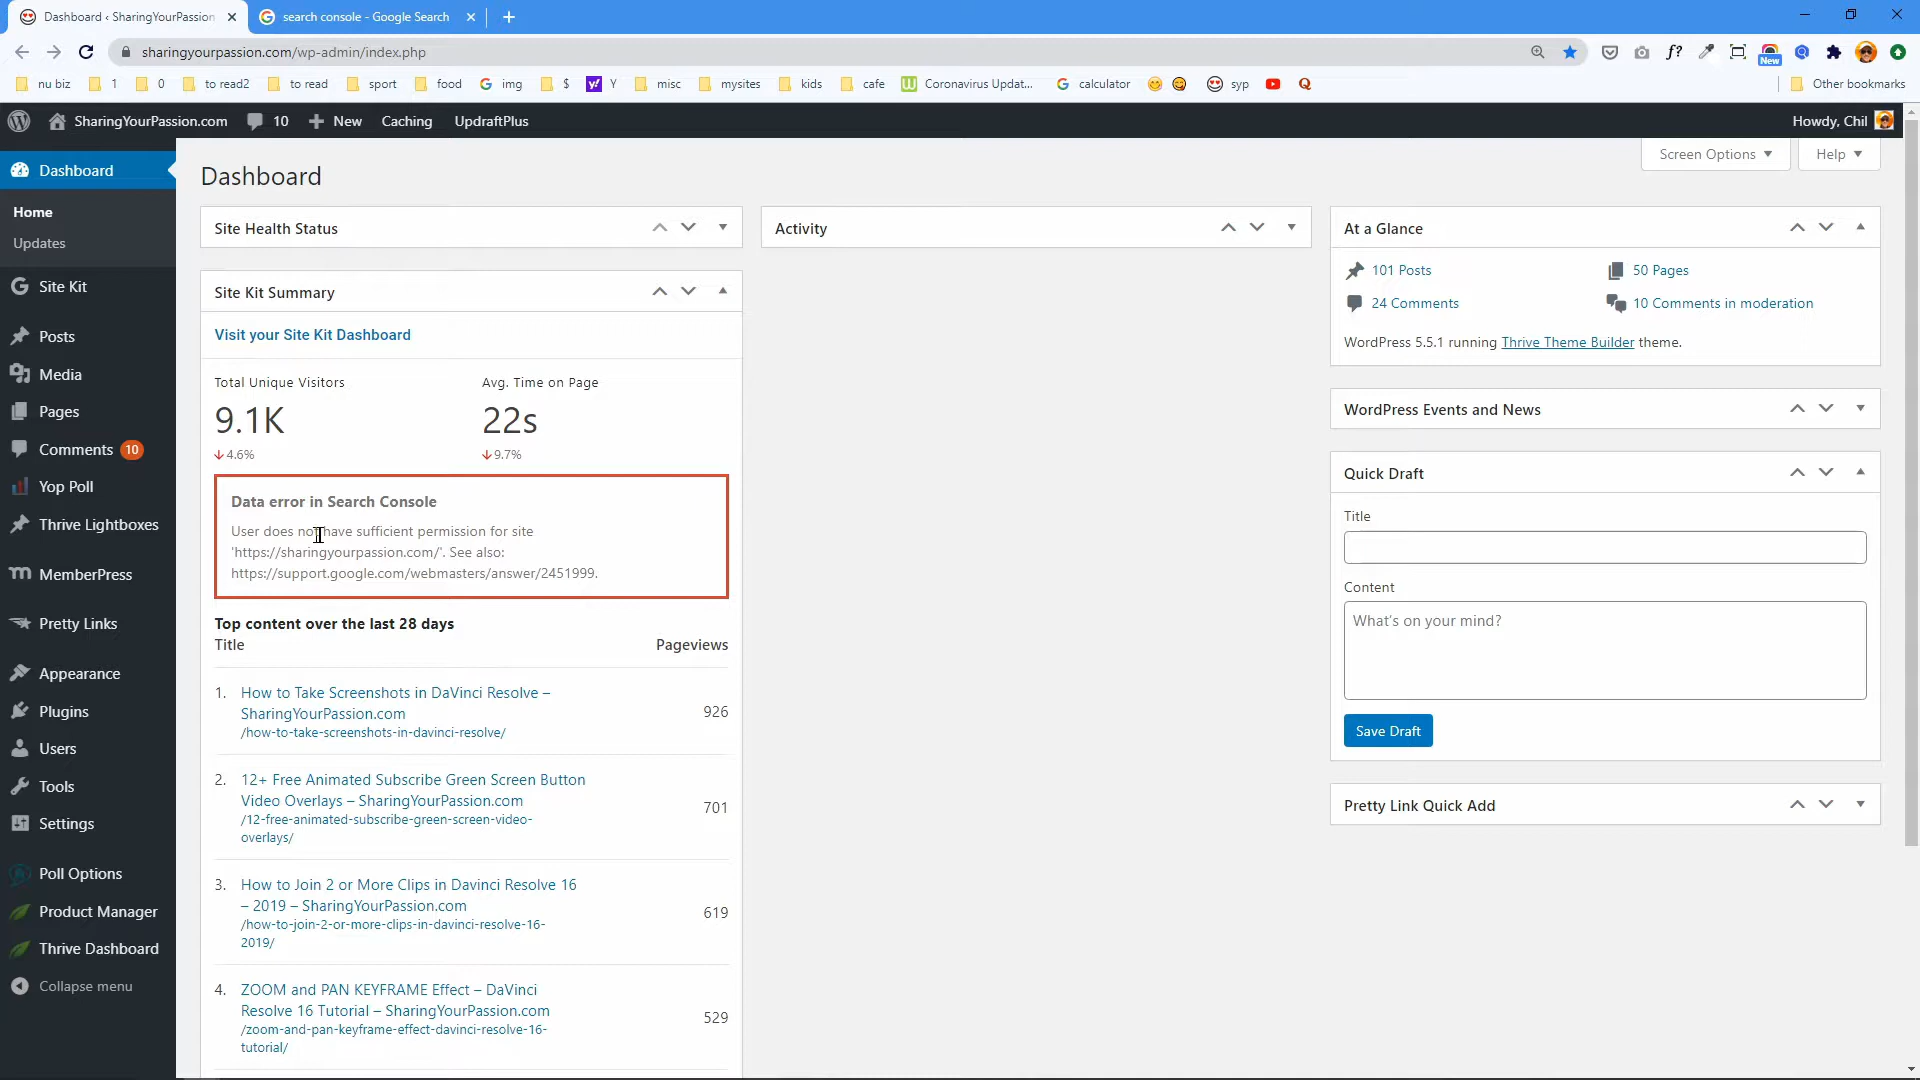 Dashboard ‹ SharingYourPassion
search console - Google Search
sharingyourpassion.com/wp-admin/index.php
f?
New
nu biz
1
0
to read2
to read
sport
food
img
$
Y
misc
mysites
kids
cafe
Coronavirus Updat...
calculator
syp
Other bookmarks
SharingYourPassion.com
10
New
Caching
UpdraftPlus
Howdy, Chil
Dashboard
Home
Updates
Site Kit
Posts
Media
Pages
Comments 10
Yop Poll
Thrive Lightboxes
MemberPress
Pretty Links
Appearance
Plugins
Users
Tools
Settings
Poll Options
Product Manager
Thrive Dashboard
Collapse menu
Screen Options
Help
Dashboard
Site Health Status
Site Kit Summary
Visit your Site Kit Dashboard
Total Unique Visitors
9.1K
4.6%
Avg. Time on Page
22s
9.7%
Data error in Search Console
User does not have sufficient permission for site
'https://sharingyourpassion.com/'. See also:
https://support.google.com/webmasters/answer/2451999.
Top content over the last 28 days
Title Pageviews
1. How to Take Screenshots in DaVinci Resolve –
SharingYourPassion.com
/how-to-take-screenshots-in-davinci-resolve/
926
2. 12+ Free Animated Subscribe Green Screen Button
Video Overlays – SharingYourPassion.com
/12-free-animated-subscribe-green-screen-video-
overlays/
701
3. How to Join 2 or More Clips in Davinci Resolve 16
– 2019 – SharingYourPassion.com
/how-to-join-2-or-more-clips-in-davinci-resolve-16-
2019/
619
4. ZOOM and PAN KEYFRAME Effect – DaVinci
Resolve 16 Tutorial – SharingYourPassion.com
/zoom-and-pan-keyframe-effect-davinci-resolve-16-
tutorial/
529
Activity
At a Glance
101 Posts
50 Pages
24 Comments
10 Comments in moderation
WordPress 5.5.1 running Thrive Theme Builder theme.
WordPress Events and News
Quick Draft
Title
Content
What's on your mind?
Save Draft
Pretty Link Quick Add